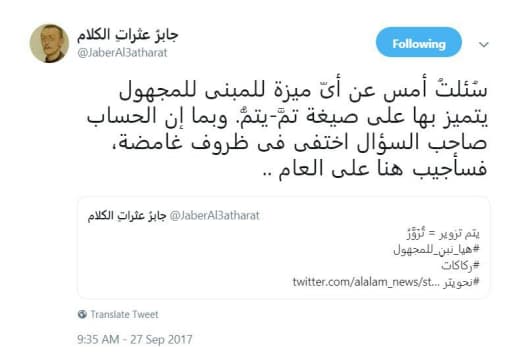 جابرُ عثراتِ الكلام
@JaberAl3atharat
Following
سُئلتُ أمس عن أىّ ميزة للمبنى للمجهول
يتميز بها على صيغة تمَّ-يتمُّ. وبما إن الحساب
صاحب السؤال اختفى فى ظروف غامضة،
فسأجيب هنا على العام ..
جابرُ عثراتِ الكلام @JaberAl3atharat
يتم تزوير = تُزَوَّرُ
#هيا_نبن_للمجهول
#ركاكات
#نحويتر twitter.com/alalam_news/st…
Translate Tweet
9:35 AM - 27 Sep 2017